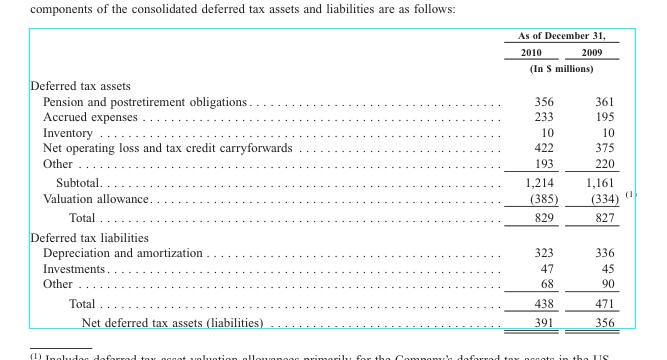 components of the consolidated deferred tax assets and liabilities are as follows:
As of December 31,
2010 2009
(In $ millions)
Deferred tax assets
Pension and postretirement obligations 356 361
Accrued expenses 233 195
Inventory 10 10
Net operating loss and tax credit carryforwards 422 375
Other 193 220
Subtotal 1,214 1,161
Valuation allowance (385) (334) (1)
Total 829 827
Deferred tax liabilities
Depreciation and amortization 323 336
Investments 47 45
Other 68 90
Total 438 471
Net deferred tax assets (liabilities) 391 356
(1) Includes deferred tax asset valuation allowances primarily for the Company's deferred tax assets in the US